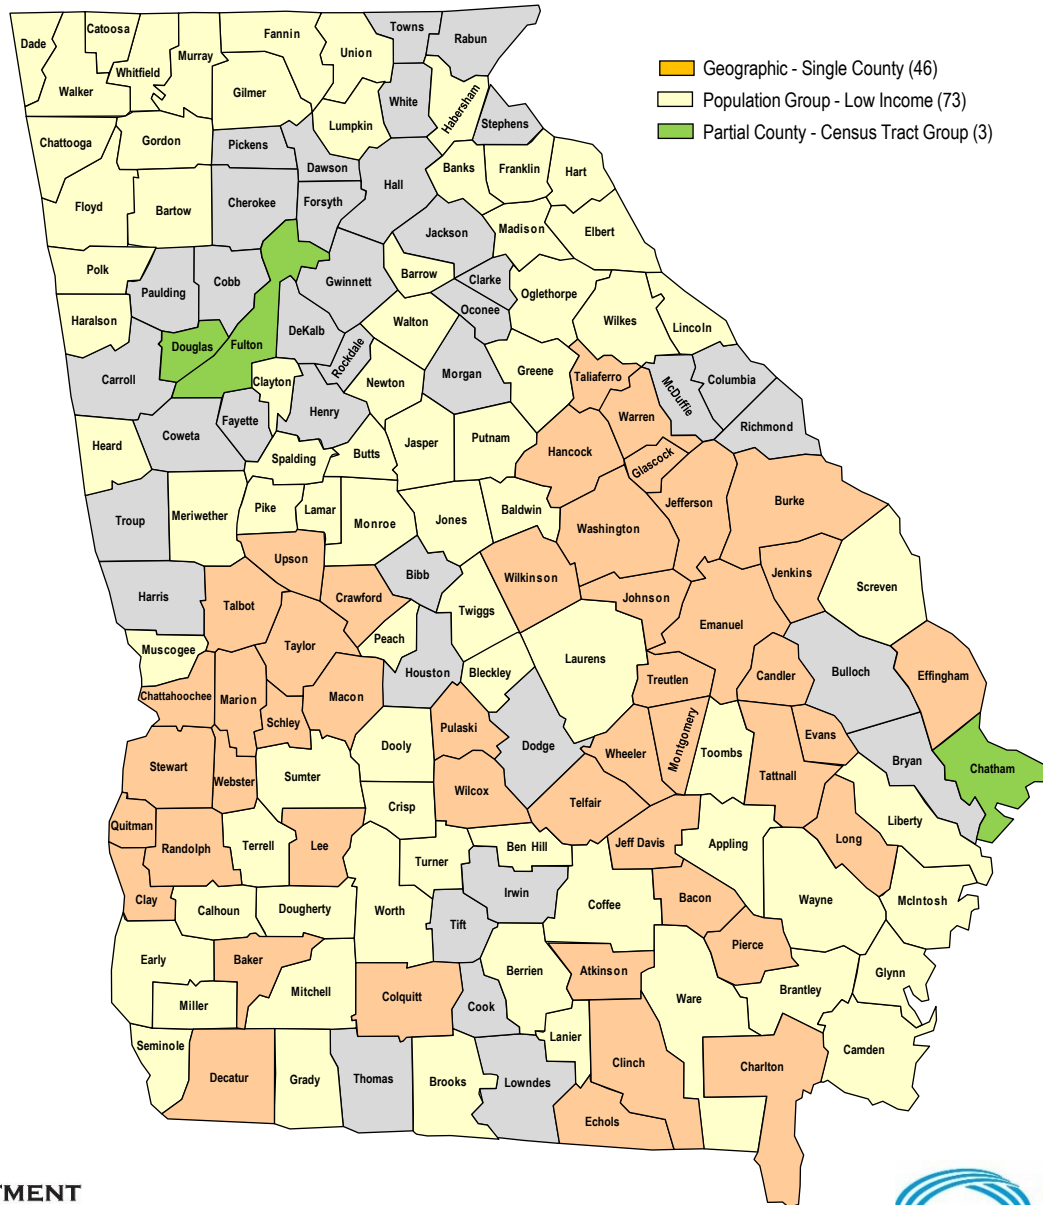 Geographic - Single County (46)
Population Group - Low Income (73)
Partial County - Census Tract Group (3)
Dade
Catoosa
Whitfield
Murray
Fannin
Union
Towns
Rabun
Walker
Gilmer
White
Habersham
Stephens
Lumpkin
Chattooga
Gordon
Pickens
Dawson
Hall
Banks
Franklin
Hart
Floyd
Bartow
Cherokee
Forsyth
Jackson
Madison
Elbert
Polk
Paulding
Cobb
Gwinnett
Barrow
Clarke
Oconee
Oglethorpe
Wilkes
Lincoln
Haralson
Douglas
Fulton
DeKalb
Rockdale
Walton
Carroll
Clayton
Newton
Morgan
Greene
Taliaferro
McDuffie
Columbia
Richmond
Warren
Heard
Coweta
Fayette
Henry
Spalding
Butts
Jasper
Putnam
Hancock
Glascock
Jefferson
Burke
Troup
Meriwether
Pike
Lamar
Monroe
Jones
Baldwin
Washington
Upson
Bibb
Wilkinson
Jenkins
Screven
Harris
Talbot
Crawford
Twiggs
Johnson
Emanuel
Muscogee
Taylor
Peach
Houston
Bleckley
Laurens
Treutlen
Candler
Bulloch
Effingham
Chattahoochee
Marion
Macon
Schley
Pulaski
Dodge
Wheeler
Montgomery
Toombs
Evans
Tattnall
Bryan
Chatham
Stewart
Webster
Sumter
Dooly
Wilcox
Telfair
Quitman
Randolph
Terrell
Lee
Crisp
Turner
Ben Hill
Jeff Davis
Appling
Long
Liberty
Clay
Calhoun
Dougherty
Worth
Irwin
Tift
Coffee
Bacon
Wayne
McIntosh
Early
Baker
Pierce
Miller
Mitchell
Colquitt
Berrien
Atkinson
Cook
Ware
Brantley
Glynn
Seminole
Decatur
Grady
Thomas
Brooks
Lanier
Lowndes
Clinch
Echols
Charlton
Camden
TMENT